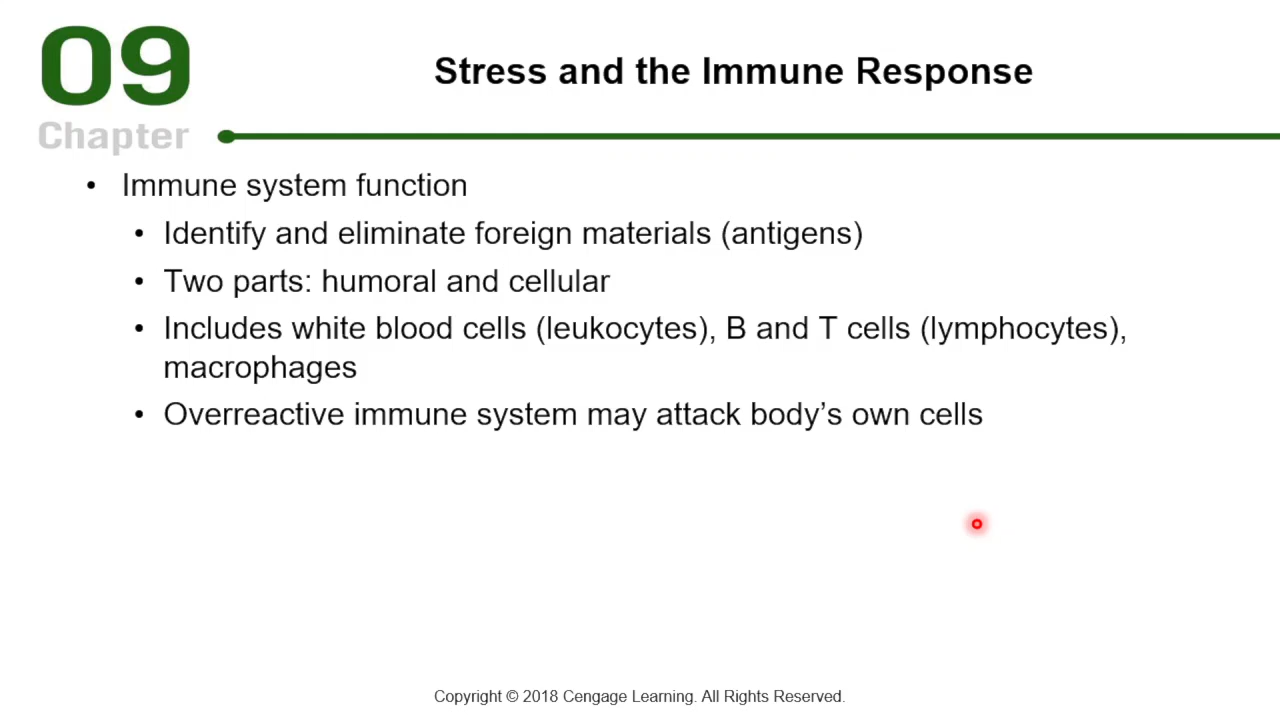 09
Chapter
Stress and the Immune Response
• Immune system function
• Identify and eliminate foreign materials (antigens)
• Two parts: humoral and cellular
• Includes white blood cells (leukocytes), B and T cells (lymphocytes),
macrophages
• Overreactive immune system may attack body’s own cells
Copyright © 2018 Cengage Learning. All Rights Reserved.